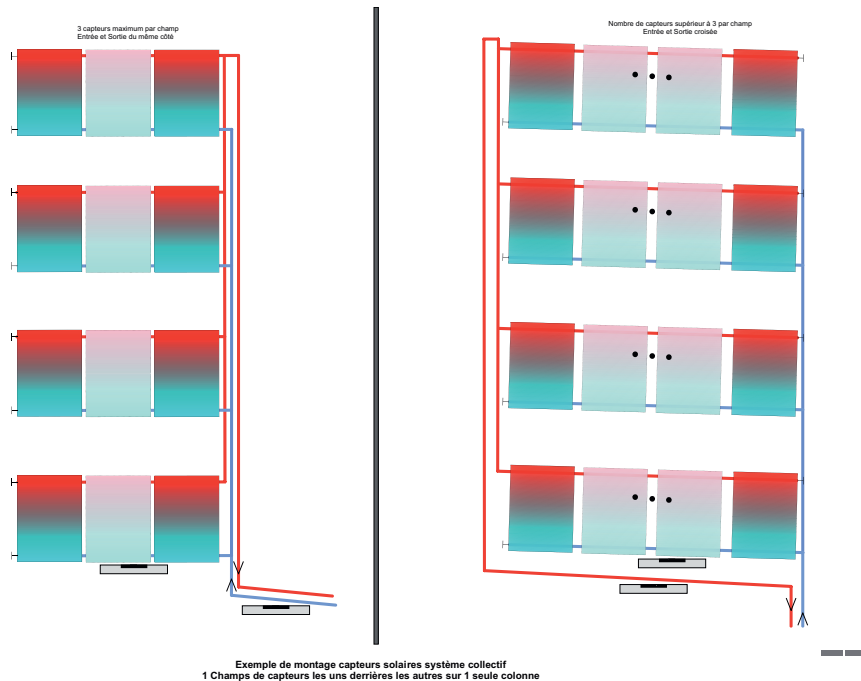 3 capteurs maximum par champ
Entrée et Sortie du même côté
Nombre de capteurs supérieur à 3 par champ
Entrée et Sortie croisée
Exemple de montage capteurs solaires système collectif
1 Champs de capteurs les uns derrières les autres sur 1 seule colonne